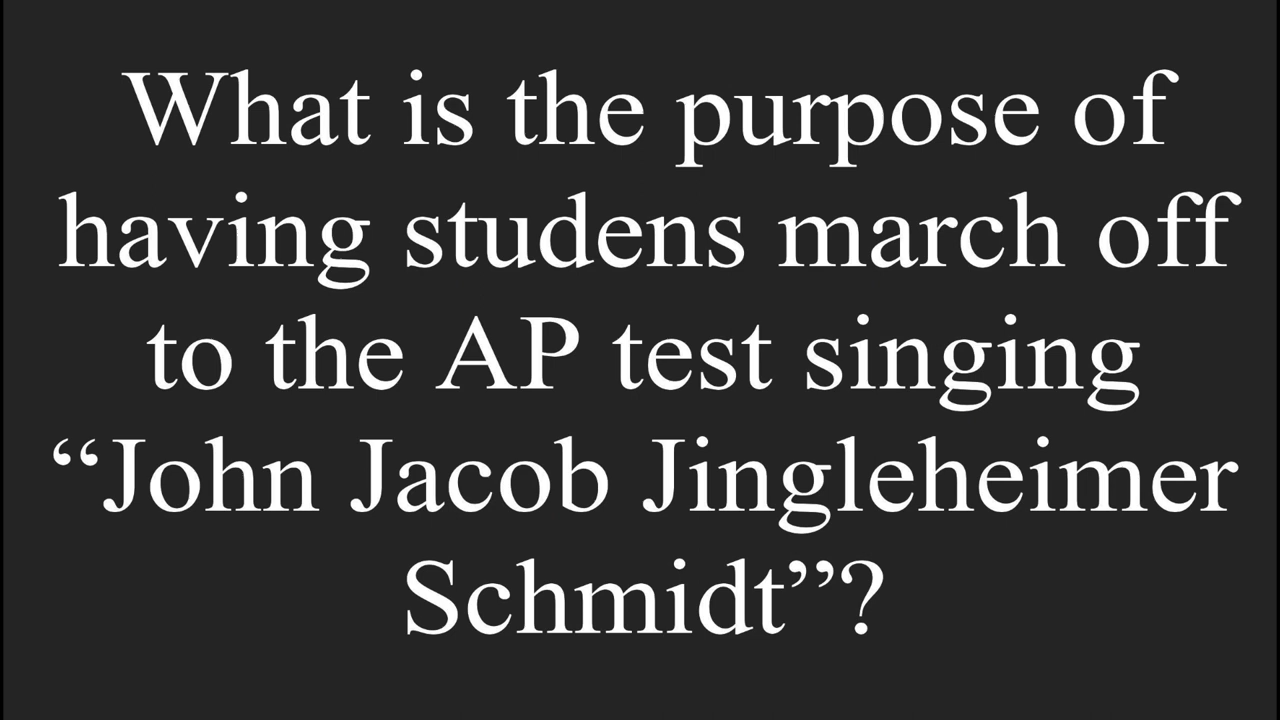 What is the purpose of
having studens march off
to the AP test singing
“John Jacob Jingleheimer
Schmidt”?